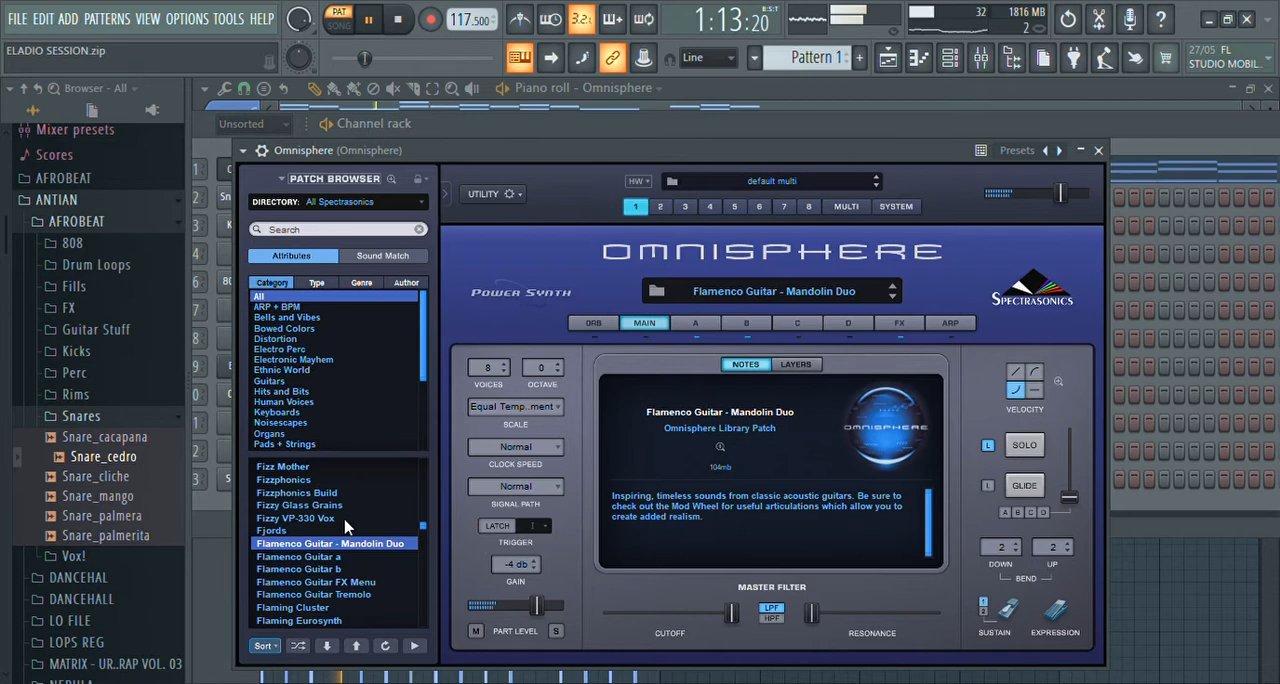 FILE EDIT ADD PATTERNS VIEW OPTIONS TOOLS HELP
PAT
SONG
117.500
3.2
1:13:20
B:S:T
32
1816 MB
2
ELADIO SESSION.zip
Line
Pattern 1
27/05 FL
STUDIO MOBIL..
Browser - All
Piano roll - Omnisphere
Unsorted
Channel rack
Mixer presets
Scores
AFROBEAT
ANTIAN
AFROBEAT
808
Drum Loops
Fills
FX
Guitar Stuff
Kicks
Perc
Rims
Snares
Snare_cacapana
Snare_cedro
Snare_cliche
Snare_mango
Snare_palmera
Snare_palmerita
Vox!
DANCEHAL
DANCEHALL
LO FILE
LOPS REG
MATRIX - UR..RAP VOL. 03
Omnisphere (Omnisphere)
Presets
PATCH BROWSER
DIRECTORY: All Spectrasonics
Search
Attributes
Sound Match
Category
Type
Genre
Author
All
ARP + BPM
Bells and Vibes
Bowed Colors
Distortion
Electro Perc
Electronic Mayhem
Ethnic World
Guitars
Hits and Bits
Human Voices
Keyboards
Noisescapes
Organs
Pads + Strings
Fizz Mother
Fizzphonics
Fizzphonics Build
Fizzy Glass Grains
Fizzy VP-330 Vox
Fjords
Flamenco Guitar - Mandolin Duo
Flamenco Guitar a
Flamenco Guitar b
Flamenco Guitar FX Menu
Flamenco Guitar Tremolo
Flaming Cluster
Flaming Eurosynth
Sort
UTILITY
HW
default multi
1 2 3 4 5 6 7 8 MULTI SYSTEM
OMNISPHERE
POWER SYNTH
Flamenco Guitar - Mandolin Duo
SPECTRASONICS
ORB MAIN A B C D FX ARP
8
VOICES
0
OCTAVE
Equal Temp..ment
SCALE
Normal
CLOCK SPEED
Normal
SIGNAL PATH
LATCH
TRIGGER
-4 db
GAIN
M PART LEVEL S
NOTES LAYERS
Flamenco Guitar - Mandolin Duo
Omnisphere Library Patch
104mb
OMNISPHERE
Inspiring, timeless sounds from classic acoustic guitars. Be sure to
check out the Mod Wheel for useful articulations which allow you to
create added realism.
MASTER FILTER
CUTOFF
LPF
HPF
RESONANCE
VELOCITY
L SOLO
L GLIDE
A B C D
2
DOWN
2
UP
BEND
1
2
SUSTAIN
EXPRESSION